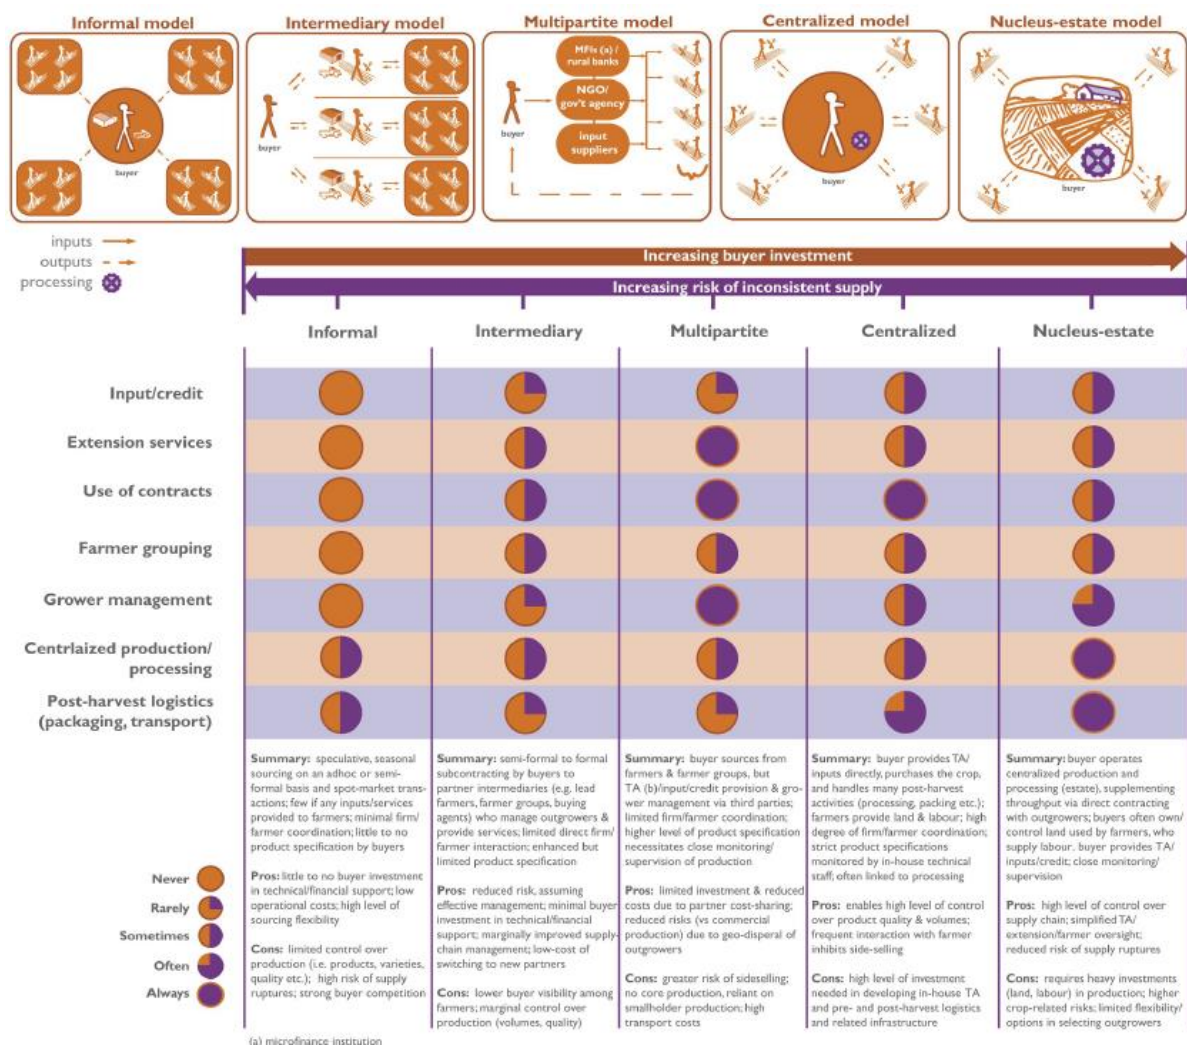 Informal model
Intermediary model
Multipartite model
Centralized model
Nucleus-estate model
buyer
buyer
buyer
MFIs (a) /
rural banks
NGO/
gov't agency
input
suppliers
buyer
buyer
inputs
outputs
processing
Increasing buyer investment
Increasing risk of inconsistent supply
Informal
Intermediary
Multipartite
Centralized
Nucleus-estate
Input/credit
Extension services
Use of contracts
Farmer grouping
Grower management
Centrlaized production/
processing
Post-harvest logistics
(packaging, transport)
Never
Rarely
Sometimes
Often
Always
Summary: speculative, seasonal
sourcing on an adhoc or semi-
formal basis and spot-market trans-
actions; few if any inputs/services
provided to farmers; minimal firm/
farmer coordination; little to no
product specification by buyers
Pros: little to no buyer investment
in technical/financial support; low
operational costs; high level of
sourcing flexibility
Cons: limited control over
production (i.e. products, varieties,
quality etc.); high risk of supply
ruptures; strong buyer competition
Summary: semi-formal to formal
subcontracting by buyers to
partner intermediaries (e.g. lead
farmers, farmer groups, buying
agents) who manage outgrowers &
provide services; limited direct firm/
farmer interaction; enhanced but
limited product specification
Pros: reduced risk, assuming
effective management; minimal buyer
investment in technical/financial
support; marginally improved supply-
chain management; low-cost of
switching to new partners
Cons: lower buyer visibility among
farmers; marginal control over
production (volumes, quality)
Summary: buyer sources from
farmers & farmer groups, but
TA (b)/input/credit provision & gro-
wer management via third parties;
limited firm/farmer coordination;
higher level of product specification
necessitates close monitoring/
supervision of production
Pros: limited investment & reduced
costs due to partner cost-sharing;
reduced risks (vs commercial
production) due to geo-disperal of
outgrowers
Cons: greater risk of sideselling;
no core production, reliant on
smallholder production; high
transport costs
Summary: buyer provides TA/
inputs directly, purchases the crop,
and handles many post-harvest
activities (processing, packing etc.);
farmers provide land & labour; high
degree of firm/farmer coordination;
strict product specifications
monitored by in-house technical
staff; often linked to processing
Pros: enables high level of control
over product quality & volumes;
frequent interaction with farmer
inhibits side-selling
Cons: high level of investment
needed in developing in-house TA
and pre- and post-harvest logistics
and related infrastructure
Summary: buyer operates
centralized production and
processing (estate), supplementing
throughput via direct contracting
with outgrowers; buyers often own/
control land used by farmers, who
supply labour. buyer provides TA/
inputs/credit; close monitoring/
supervision
Pros: high level of control over
supply chain; simplified TA/
extension/farmer oversight;
reduced risk of supply ruptures
Cons: requires heavy investments
(land, labour) in production; higher
crop-related risks; limited flexibility/
options in selecting outgrowers
(a) microfinance institution